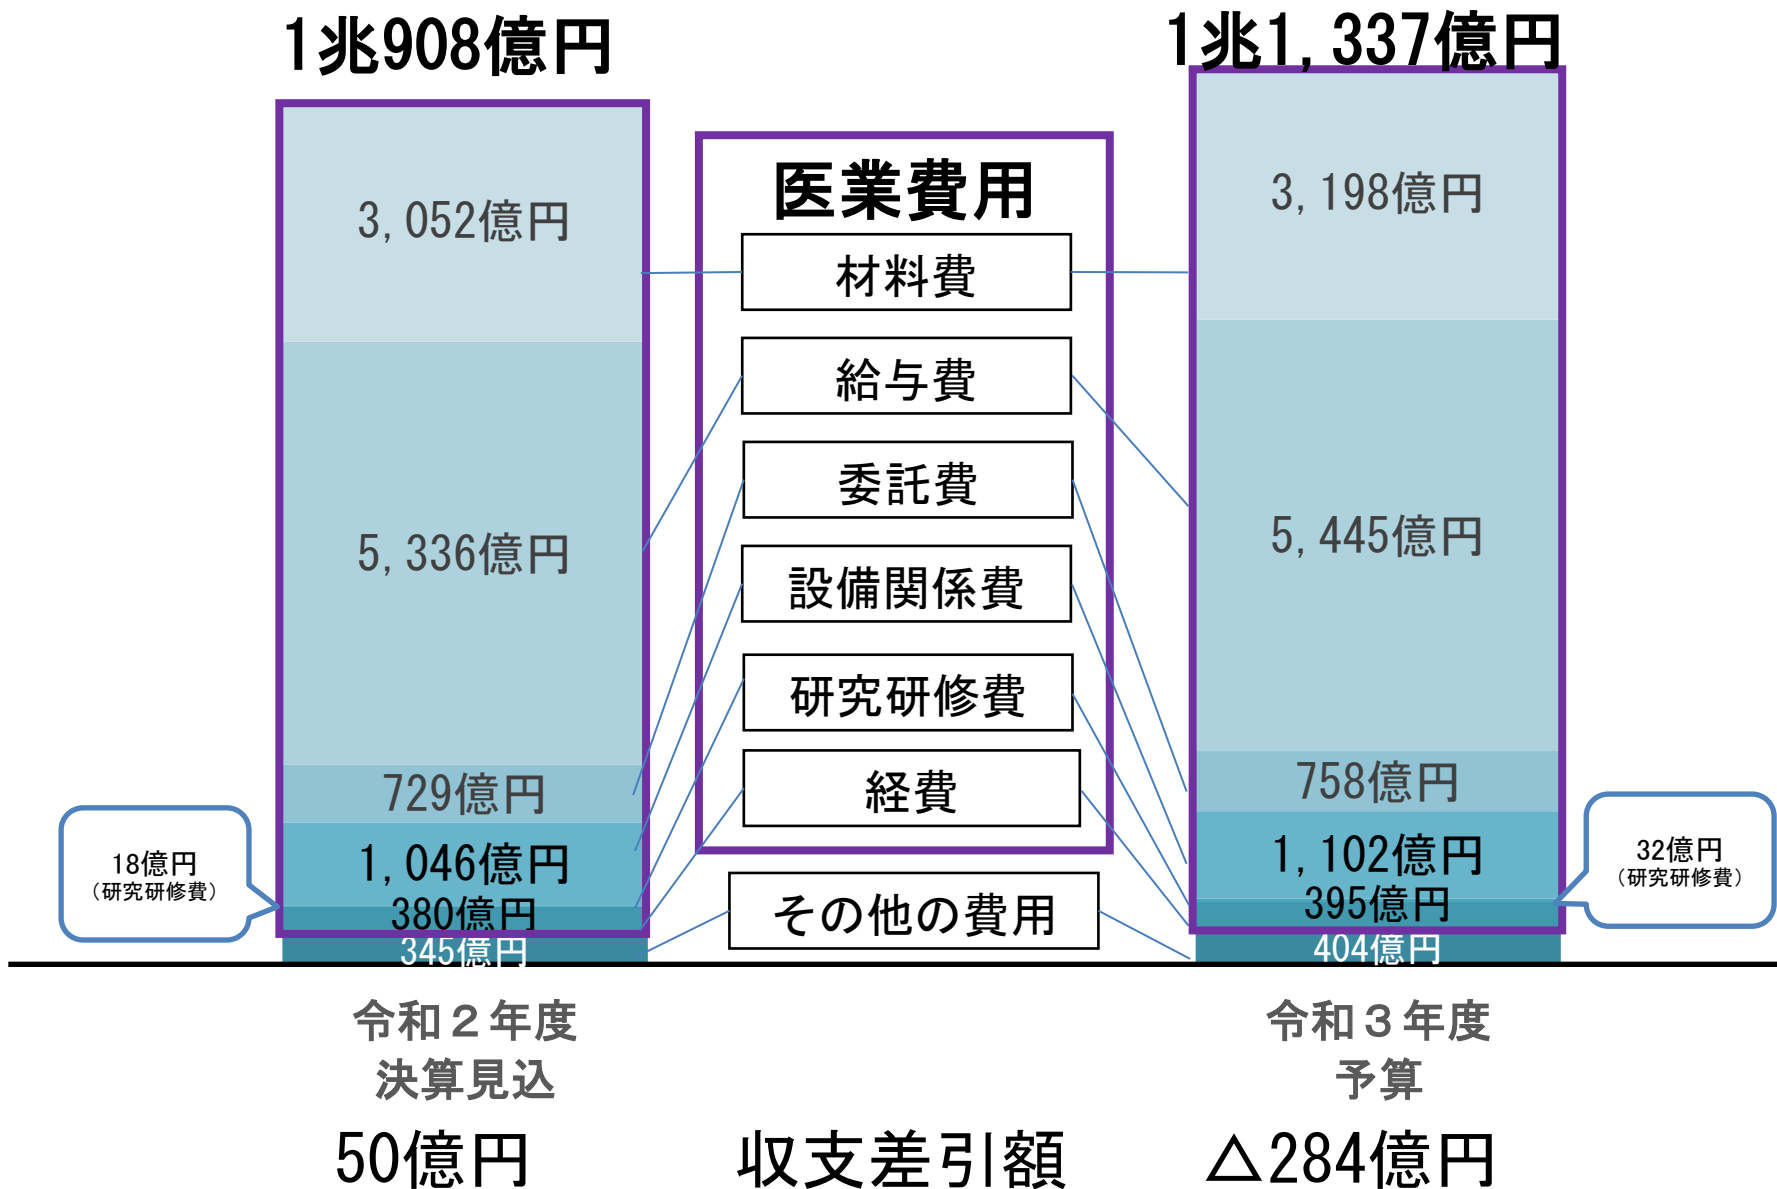 1兆908億円
1兆1,337億円
医業費用
3,052億円
材料費
3,198億円
5,336億円
給与費
5,445億円
729億円
委託費
758億円
1,046億円
設備関係費
1,102億円
18億円
(研究研修費)
研究研修費
32億円
(研究研修費)
380億円
経費
395億円
345億円
その他の費用
404億円
令和2年度
決算見込
令和3年度
予算
50億円
収支差引額
△284億円